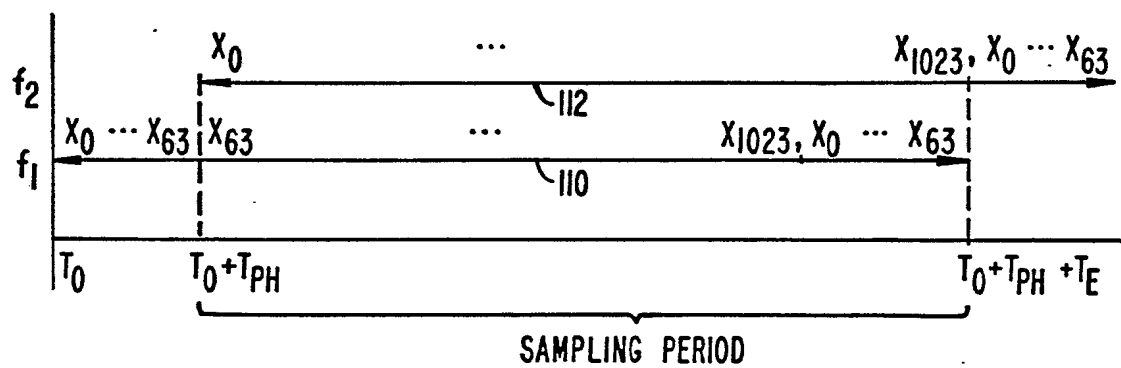 X0 ... X1023, X0 ... X63
f2
112
X0 ... X63 X63 ... X1023, X0 ... X63
f1
110
T0 T0+TPH T0+TPH+TE
SAMPLING PERIOD